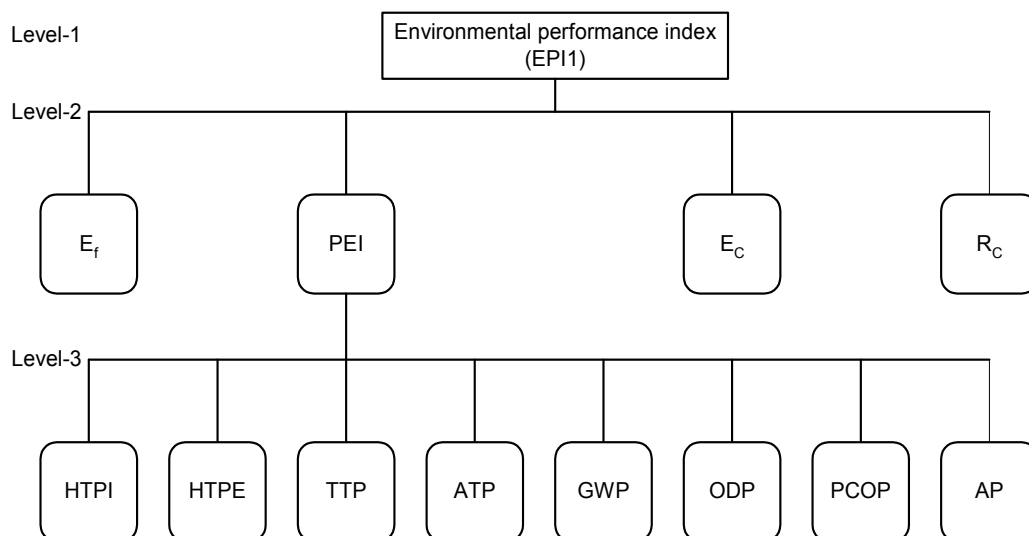 Level-1
Environmental performance index
(EPI1)
Level-2
Ef
PEI
EC
RC
Level-3
HTPI
HTPE
TTP
ATP
GWP
ODP
PCOP
AP